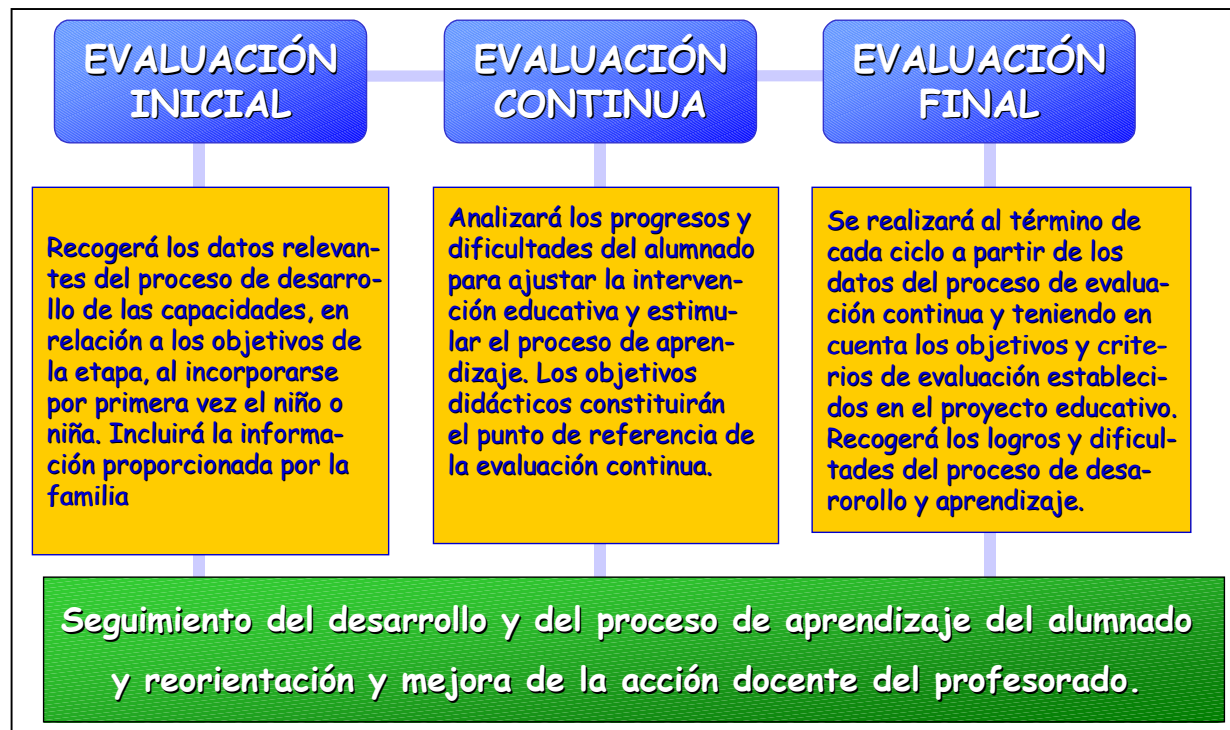 EVALUACIÓN
INICIAL
EVALUACIÓN
CONTINUA
EVALUACIÓN
FINAL
Recogerá los datos relevan-
tes del proceso de desarro-
llo de las capacidades, en
relación a los objetivos de
la etapa, al incorporarse
por primera vez el niño o
niña. Incluirá la informa-
ción proporcionada por la
familia
Analizará los progresos y
dificultades del alumnado
para ajustar la interven-
ción educativa y estimu-
lar el proceso de apren-
dizaje. Los objetivos
didácticos constituirán
el punto de referencia de
la evaluación continua.
Se realizará al término de
cada ciclo a partir de los
datos del proceso de evalua-
ción continua y teniendo en
cuenta los objetivos y crite-
rios de evaluación estableci-
dos en el proyecto educativo.
Recogerá los logros y dificul-
tades del proceso de desa-
rorollo y aprendizaje.
Seguimiento del desarrollo y del proceso de aprendizaje del alumnado
y reorientación y mejora de la acción docente del profesorado.